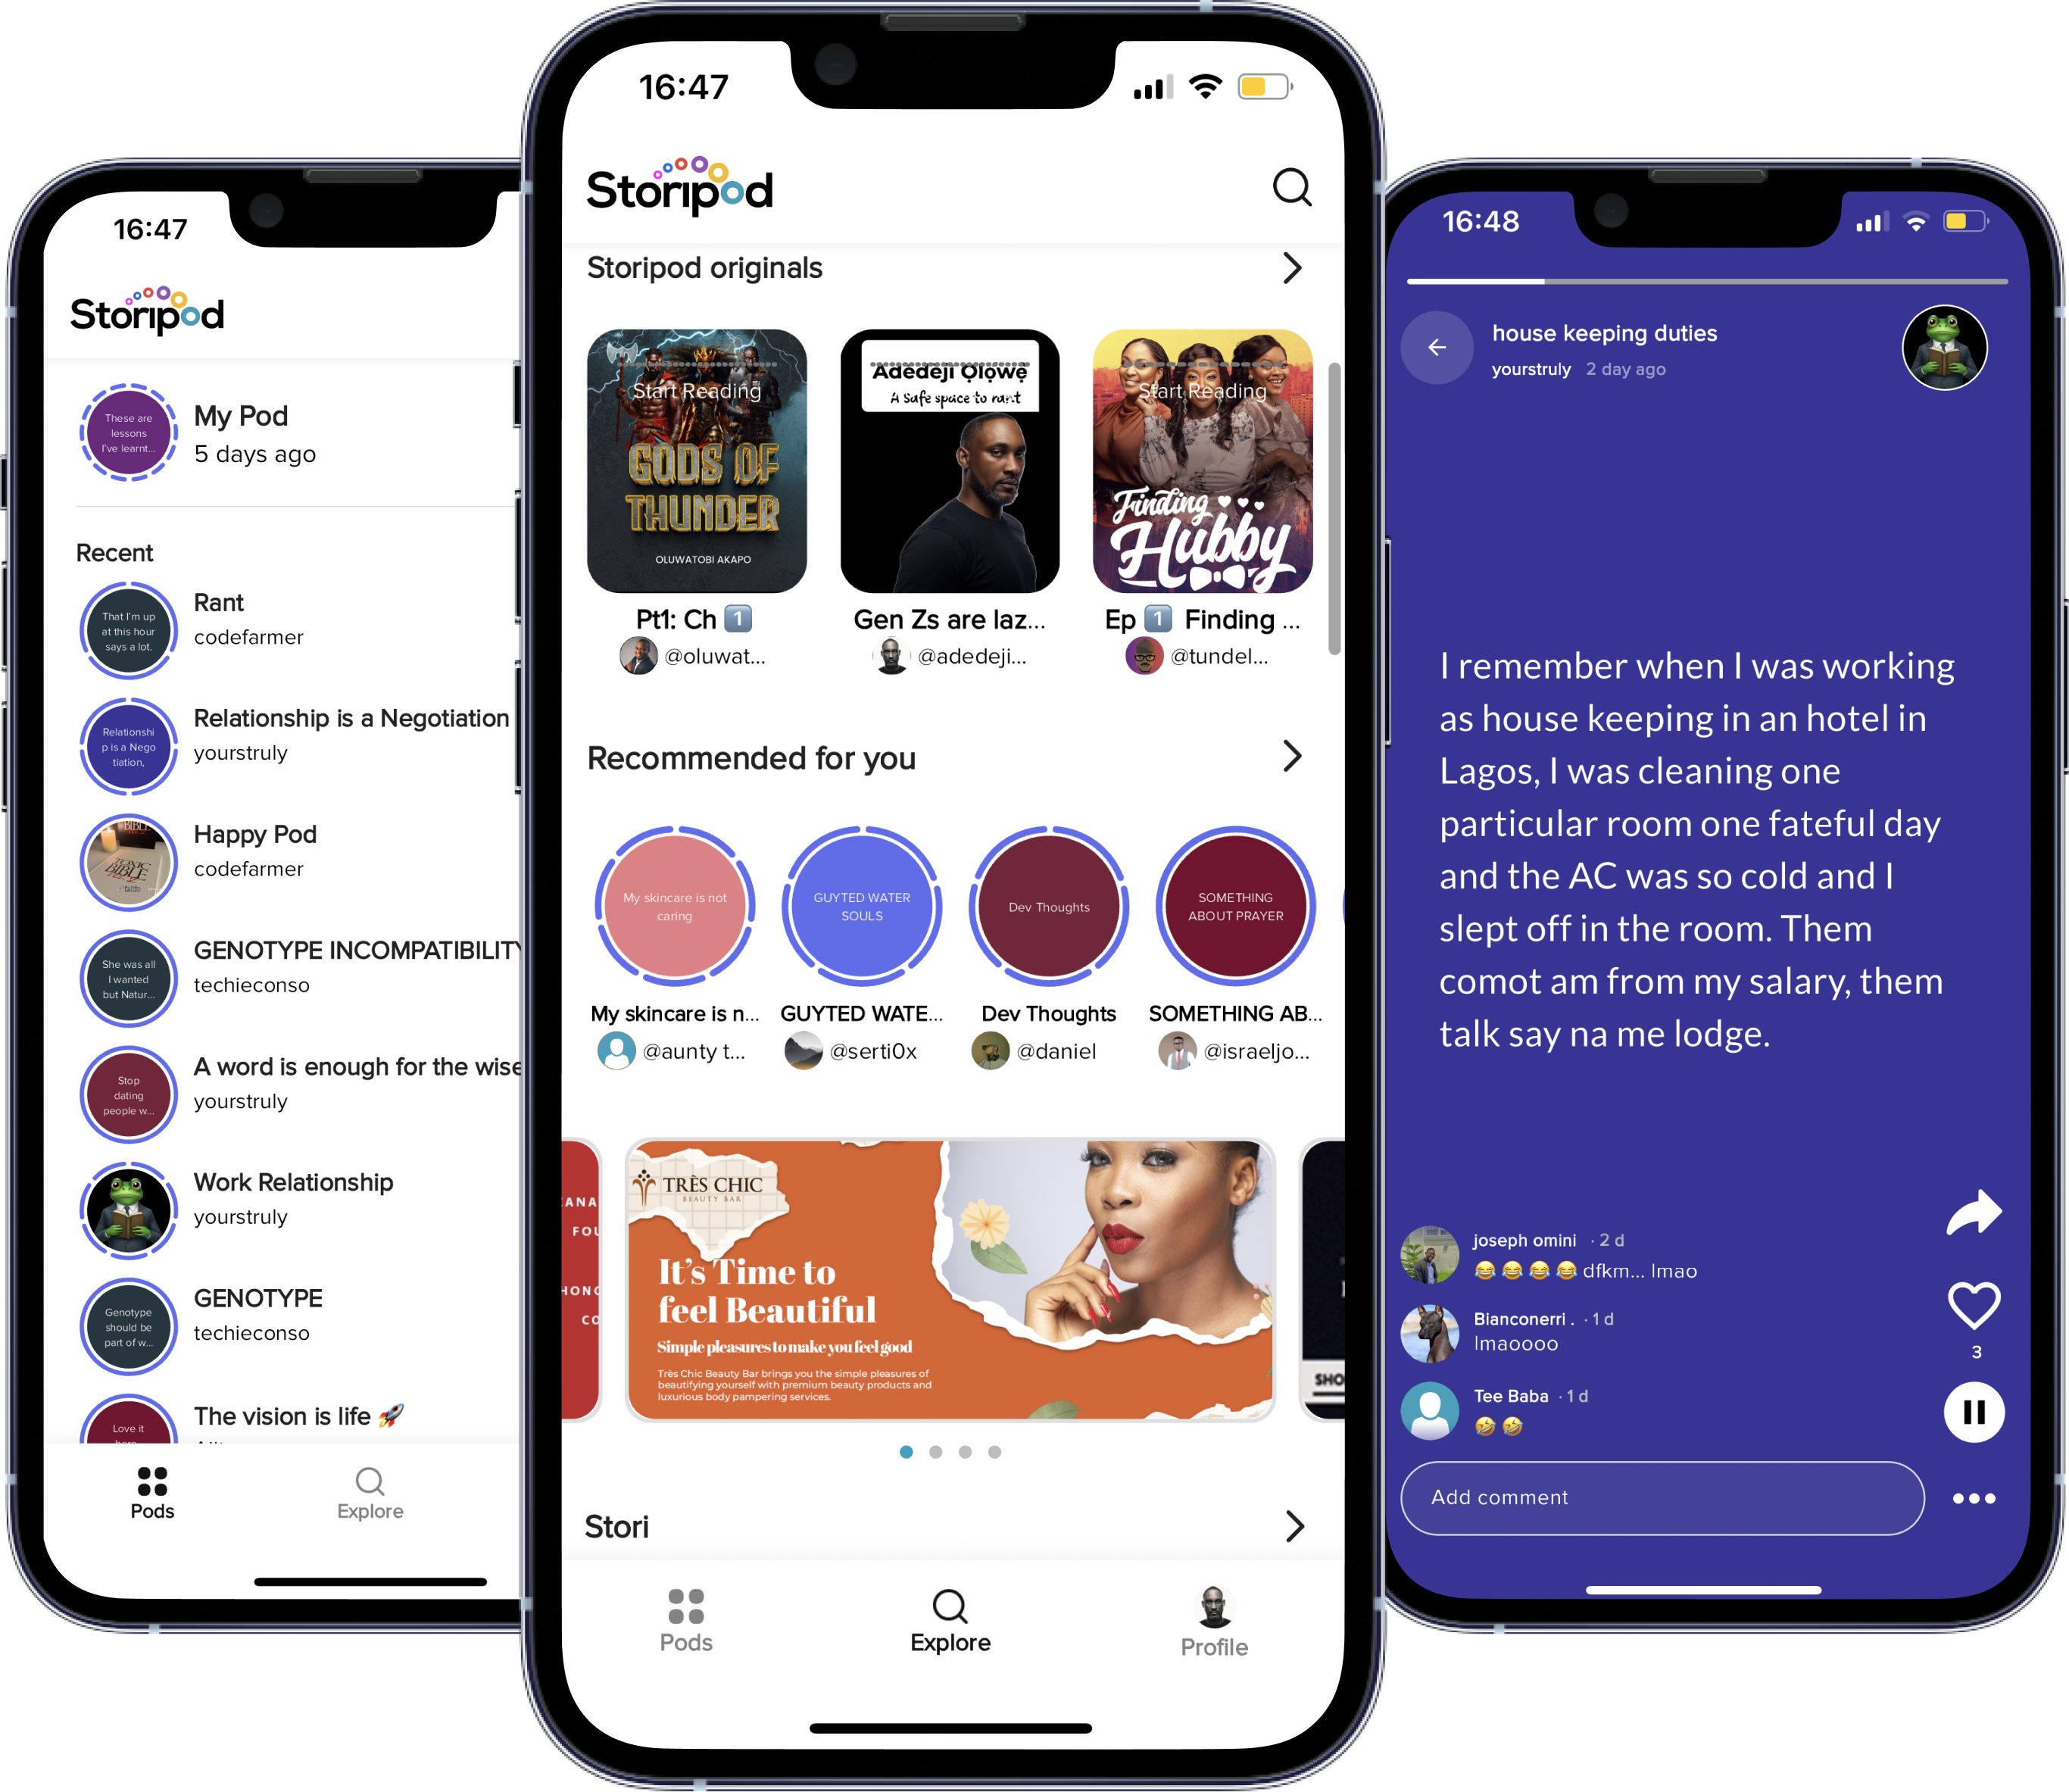 16:47
Storipod
These are
lessons
I've learnt...
My Pod
5 days ago
Recent
That I'm up
at this hour
says a lot.
Rant
codefarmer
Relationshi
p is a Nego
tiation,
Relationship is a Negotiation
yourstruly
BIBLE
TOXIC
BIBLE
Happy Pod
codefarmer
She was all
I wanted
but Natur...
GENOTYPE INCOMPATIBILITY
techieconso
Stop
dating
people w...
A word is enough for the wise
yourstruly
Work Relationship
yourstruly
Genotype
should be
part of w...
GENOTYPE
techieconso
Love it
The vision is life 🚀
Pods
Explore
16:47
Storipod
Storipod originals
Start Reading
GODS OF
THUNDER
OLUWATOBI AKAPO
Pt1: Ch 1️⃣
@oluwat...
Adedeji Ọlọwẹ
A Safe space to rant
Gen Zs are laz...
@adedeji...
Start Reading
Finding
Hubby
Ep 1️⃣ Finding ...
@tundel...
Recommended for you
My skincare is not
caring
My skincare is n...
@aunty t...
GUYTED WATER
SOULS
GUYTED WATE...
@serti0x
Dev Thoughts
Dev Thoughts
@daniel
SOMETHING
ABOUT PRAYER
SOMETHING AB...
@israeljo...
ANA
FOU
HONG
CO
TRÈS CHIC
BEAUTY BAR
It's Time to
feel Beautiful
Simple pleasures to make you feel good
Très Chic Beauty Bar brings you the simple pleasures of
beautifying yourself with premium beauty products and
luxurious body pampering services.
SHO
Stori
Pods
Explore
Profile
16:48
house keeping duties
yourstruly 2 day ago
I remember when I was working
as house keeping in an hotel in
Lagos, I was cleaning one
particular room one fateful day
and the AC was so cold and I
slept off in the room. Them
comot am from my salary, them
talk say na me lodge.
joseph omini · 2 d
😂 😂 😂 😂 dfkm... lmao
Bianconerri . · 1 d
lmaoooo
3
Tee Baba · 1 d
🤣 🤣
Add comment